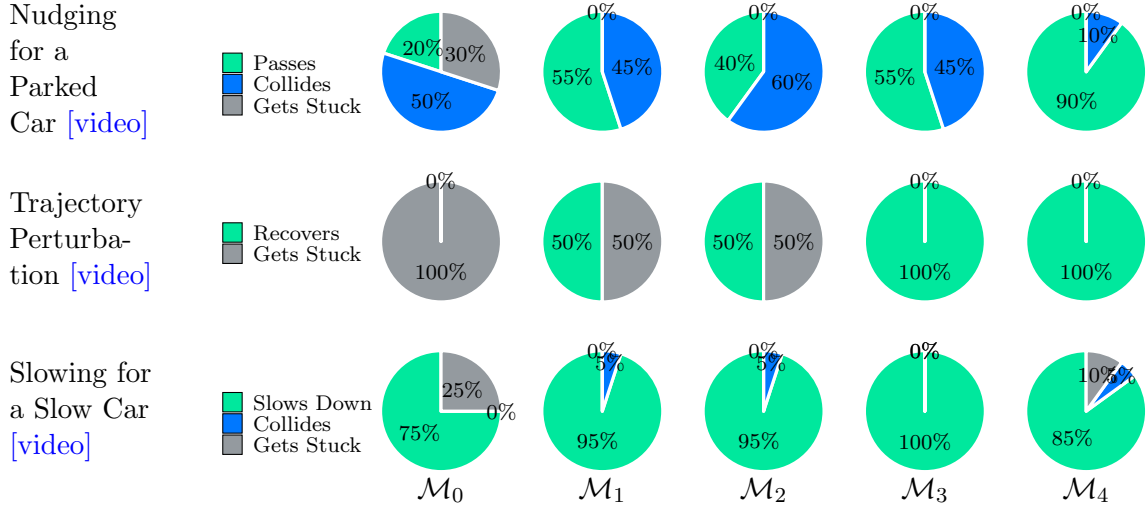 Nudging
for a
Parked
Car [video]
Passes
Collides
Gets Stuck
20% 30% 50%
0% 55% 45%
0% 40% 60%
0% 55% 45%
0% 10% 90%
Trajectory
Perturba-
tion [video]
Recovers
Gets Stuck
0% 100%
50% 50%
50% 50%
0% 100%
0% 100%
Slowing for
a Slow Car
[video]
Slows Down
Collides
Gets Stuck
25% 0% 75%
0% 5% 95%
0% 5% 95%
0% 0% 100%
10% 5% 85%
M0 M1 M2 M3 M4